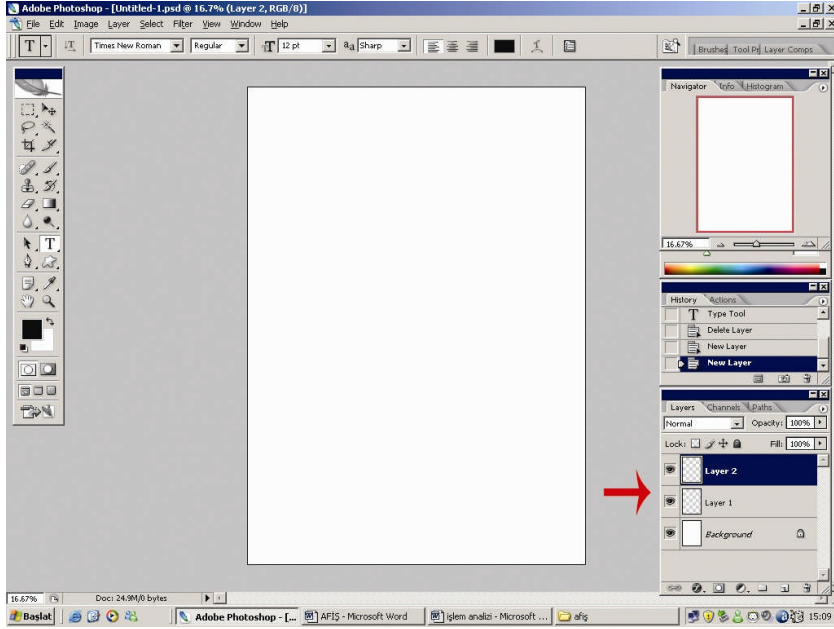 Adobe Photoshop - [Untitled-1.psd @ 16.7% (Layer 2, RGB/8)]
File Edit Image Layer Select Filter View Window Help
T T Times New Roman Regular T 12 pt aa Sharp Brushes Tool Pr Layer Comps
Navigator Info Histogram
16.67%
History Actions
T Type Tool
Delete Layer
New Layer
New Layer
Layers Channels Paths
Normal Opacity: 100%
Lock: Fill: 100%
Layer 2
Layer 1
Background
T
16.67% Doc: 24.9M/0 bytes
Başlat Adobe Photoshop - [... AFİŞ - Microsoft Word işlem analizi - Microsoft ... afiş 15:09